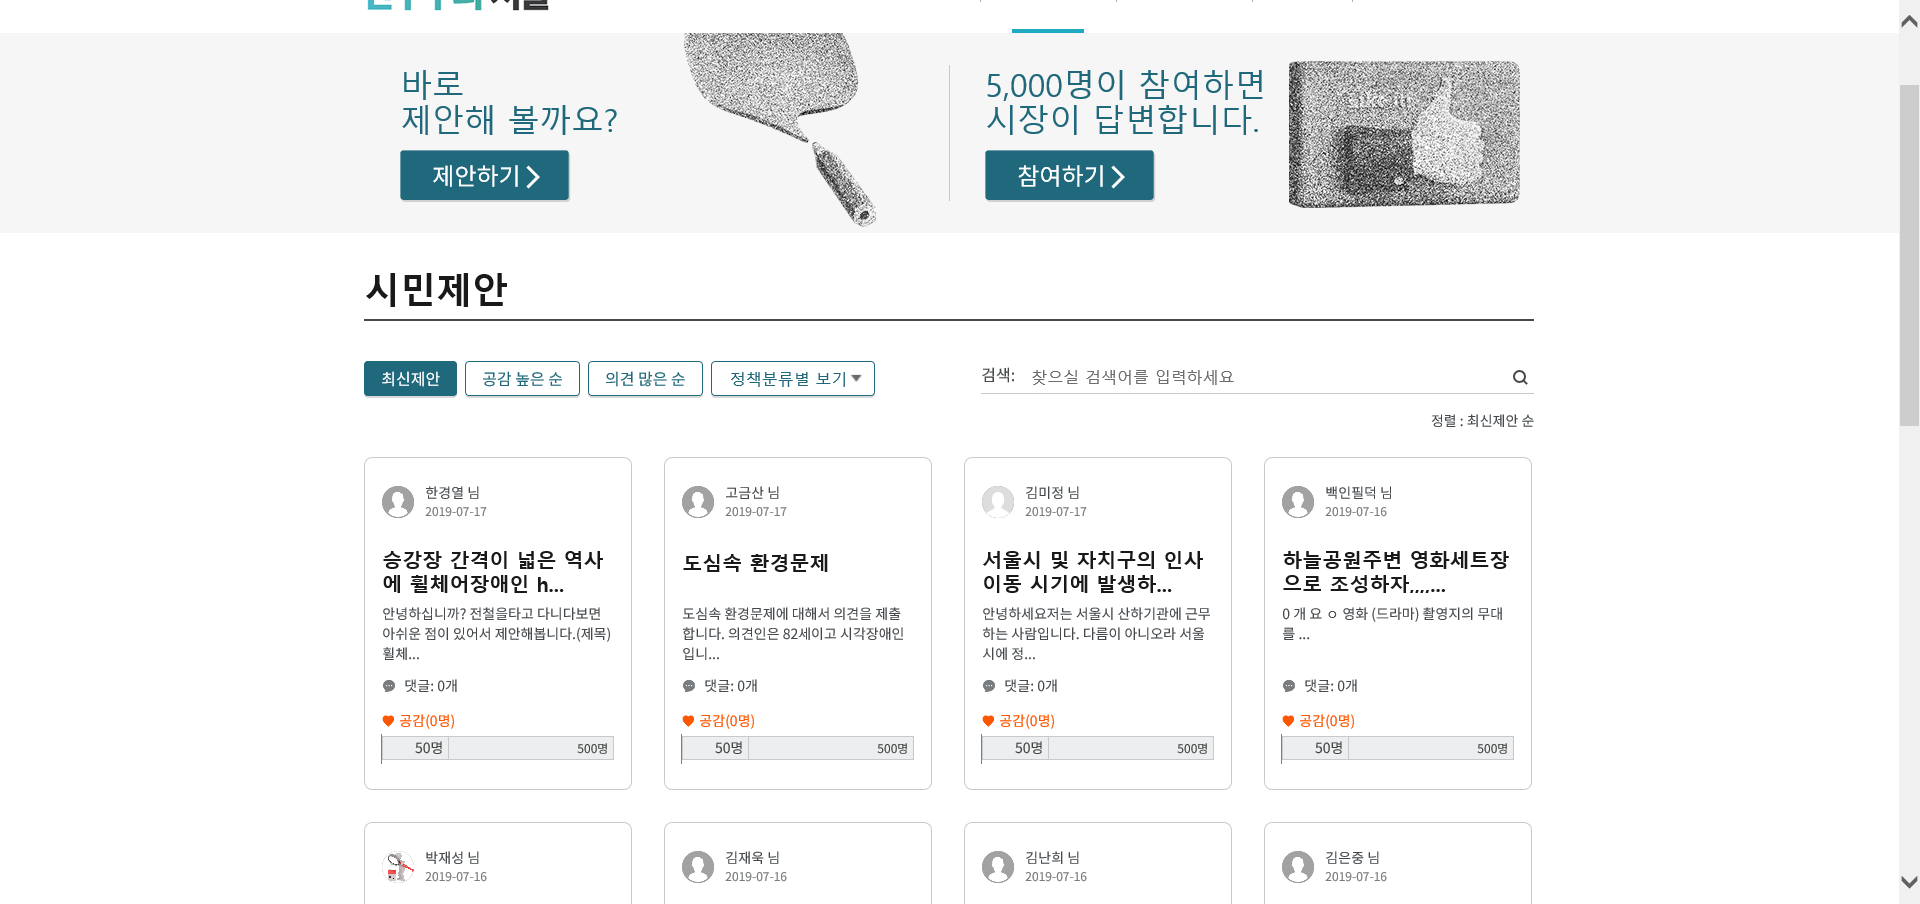 바로
제안해 볼까요?
제안하기
5,000명이 참여하면
시장이 답변합니다.
참여하기
시민제안
최신제안
공감 높은 순
의견 많은 순
정책분류별 보기
검색:
찾으실 검색어를 입력하세요
정렬 : 최신제안 순
한경열 님
2019-07-17
승강장 간격이 넓은 역사
에 휠체어장애인 h...
안녕하십니까? 전철을타고 다니다보면
아쉬운 점이 있어서 제안해봅니다.(제목)
휠체...
댓글: 0개
공감(0명)
50명
500명
고금산 님
2019-07-17
도심속 환경문제
도심속 환경문제에 대해서 의견을 제출
합니다. 의견인은 82세이고 시각장애인
입니...
댓글: 0개
공감(0명)
50명
500명
김미정 님
2019-07-17
서울시 및 자치구의 인사
이동 시기에 발생하...
안녕하세요저는 서울시 산하기관에 근무
하는 사람입니다. 다름이 아니오라 서울
시에 정...
댓글: 0개
공감(0명)
50명
500명
백인필덕 님
2019-07-16
하늘공원주변 영화세트장
으로 조성하자,,,,...
0 개 요 ㅇ 영화 (드라마) 촬영지의 무대
를 ...
댓글: 0개
공감(0명)
50명
500명
박재성 님
2019-07-16
김재욱 님
2019-07-16
김난희 님
2019-07-16
김은중 님
2019-07-16